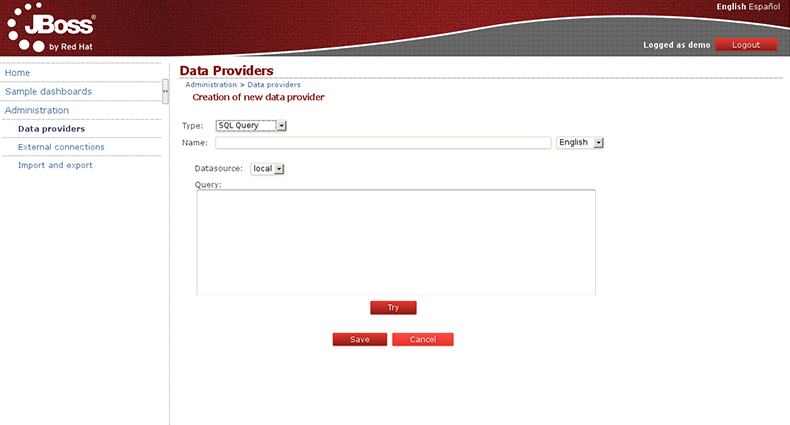 English Español
JBoss®
by Red Hat
Logged as demo Logout
Home
Sample dashboards
Administration
Data providers
External connections
Import and export
Data Providers
Administration > Data providers
Creation of new data provider
Type: SQL Query
Name: English
Datasource: local
Query:
Try
Save Cancel